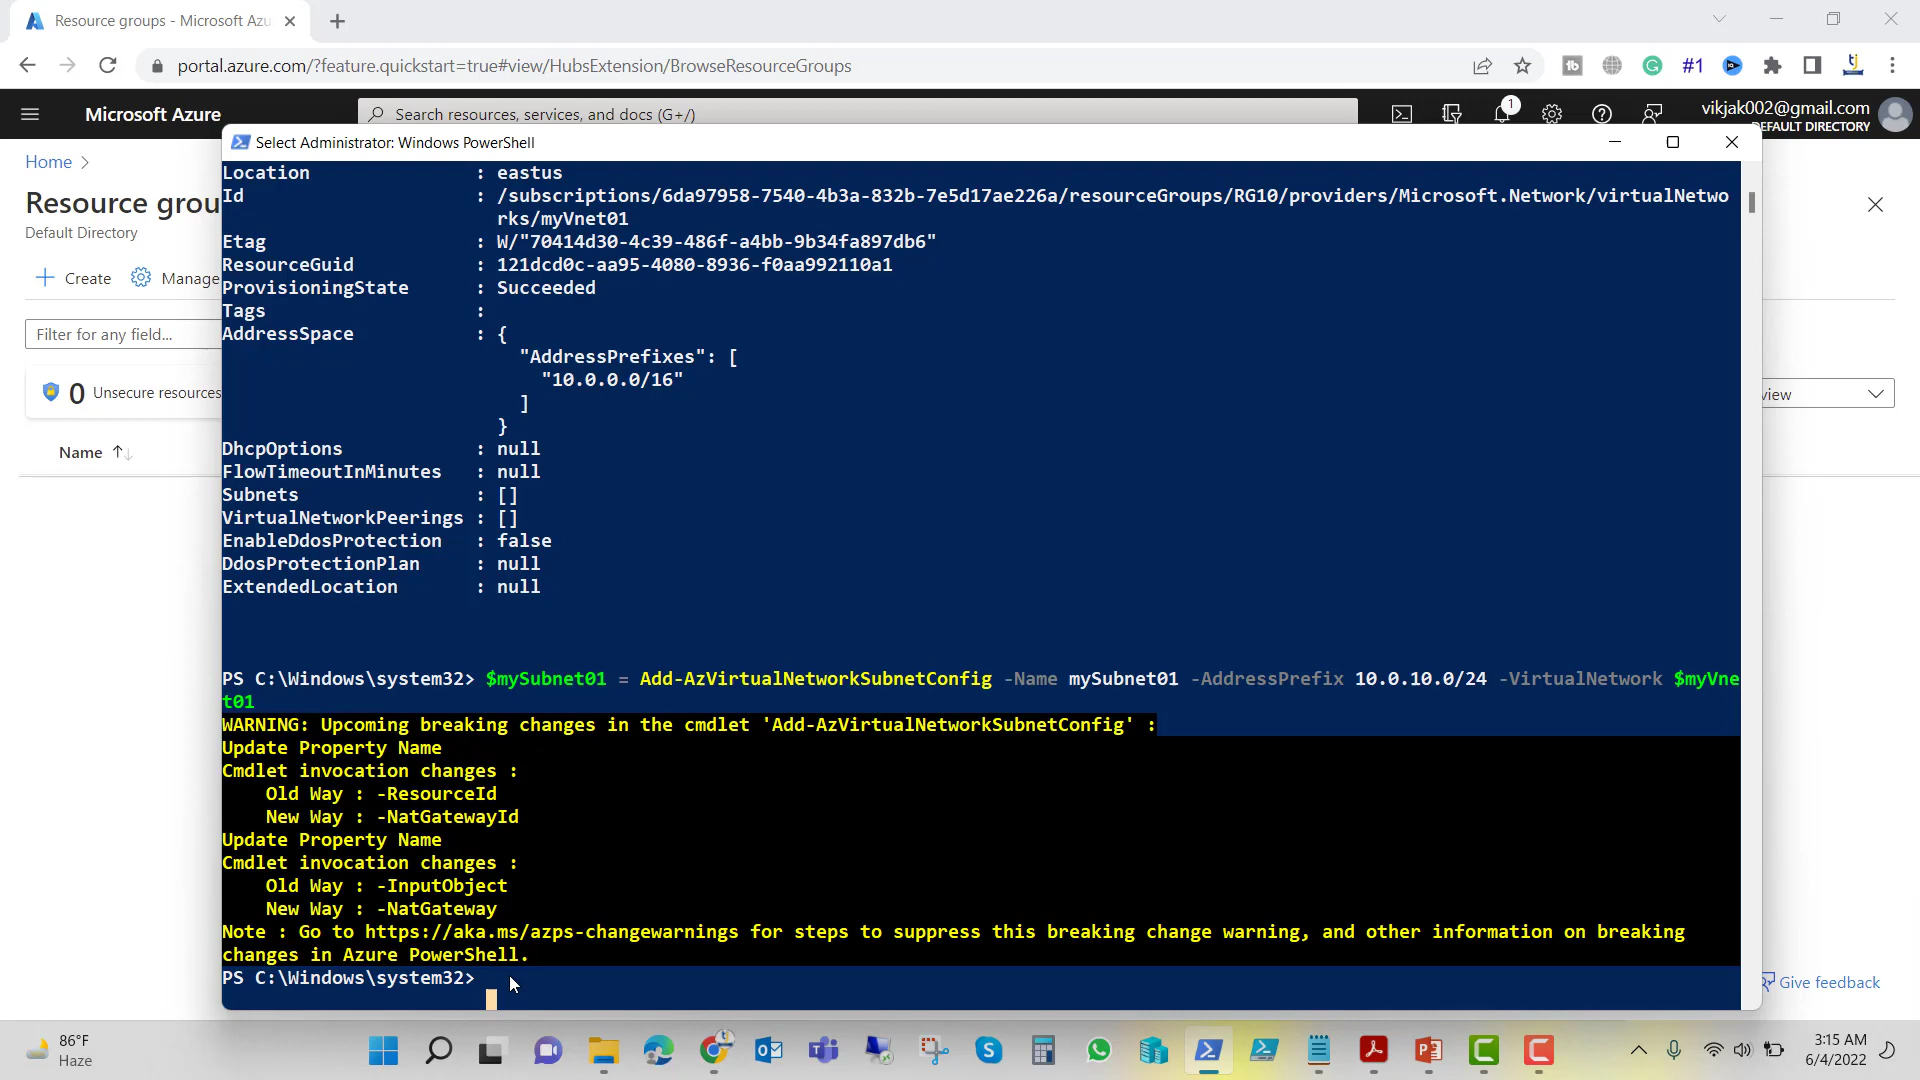 Resource groups - Microsoft Azu
portal.azure.com/?feature.quickstart=true#view/HubsExtension/BrowseResourceGroups
#1
Microsoft Azure
Search resources, services, and docs (G+/)
1
vikjak002@gmail.com
DEFAULT DIRECTORY
Home
Resource grou
Default Directory
Create
Manage
Filter for any field...
0 Unsecure resources
view
Name
Select Administrator: Windows PowerShell
Location : eastus
Id : /subscriptions/6da97958-7540-4b3a-832b-7e5d17ae226a/resourceGroups/RG10/providers/Microsoft.Network/virtualNetwo
rks/myVnet01
Etag : W/"70414d30-4c39-486f-a4bb-9b34fa897db6"
ResourceGuid : 121dcd0c-aa95-4080-8936-f0aa992110a1
ProvisioningState : Succeeded
Tags :
AddressSpace : {
"AddressPrefixes": [
"10.0.0.0/16"
]
}
DhcpOptions : null
FlowTimeoutInMinutes : null
Subnets : []
VirtualNetworkPeerings : []
EnableDdosProtection : false
DdosProtectionPlan : null
ExtendedLocation : null
PS C:\Windows\system32> $mySubnet01 = Add-AzVirtualNetworkSubnetConfig -Name mySubnet01 -AddressPrefix 10.0.10.0/24 -VirtualNetwork $myVne
t01
WARNING: Upcoming breaking changes in the cmdlet 'Add-AzVirtualNetworkSubnetConfig' :
Update Property Name
Cmdlet invocation changes :
Old Way : -ResourceId
New Way : -NatGatewayId
Update Property Name
Cmdlet invocation changes :
Old Way : -InputObject
New Way : -NatGateway
Note : Go to https://aka.ms/azps-changewarnings for steps to suppress this breaking change warning, and other information on breaking
changes in Azure PowerShell.
PS C:\Windows\system32>
Give feedback
86°F
Haze
3:15 AM
6/4/2022